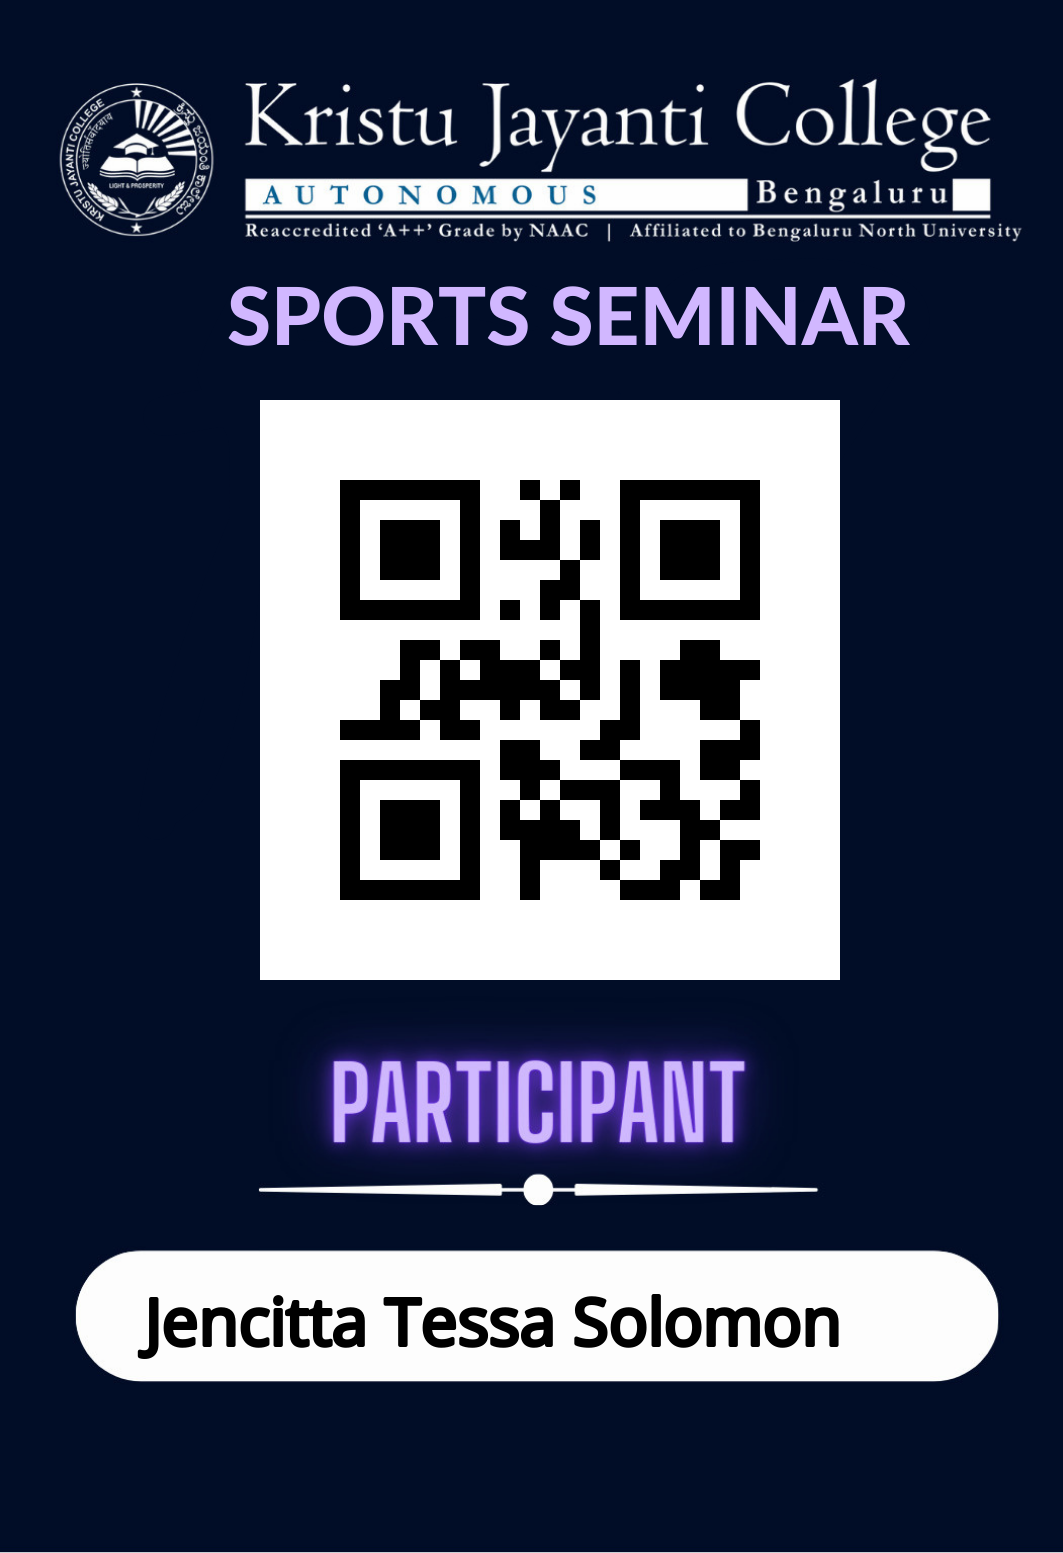 KRISTU JAYANTI COLLEGE
LIGHT & PROSPERITY
Kristu Jayanti College
AUTONOMOUS Bengaluru
Reaccredited ‘A++’ Grade by NAAC | Affiliated to Bengaluru North University
SPORTS SEMINAR
PARTICIPANT
Jencitta Tessa Solomon